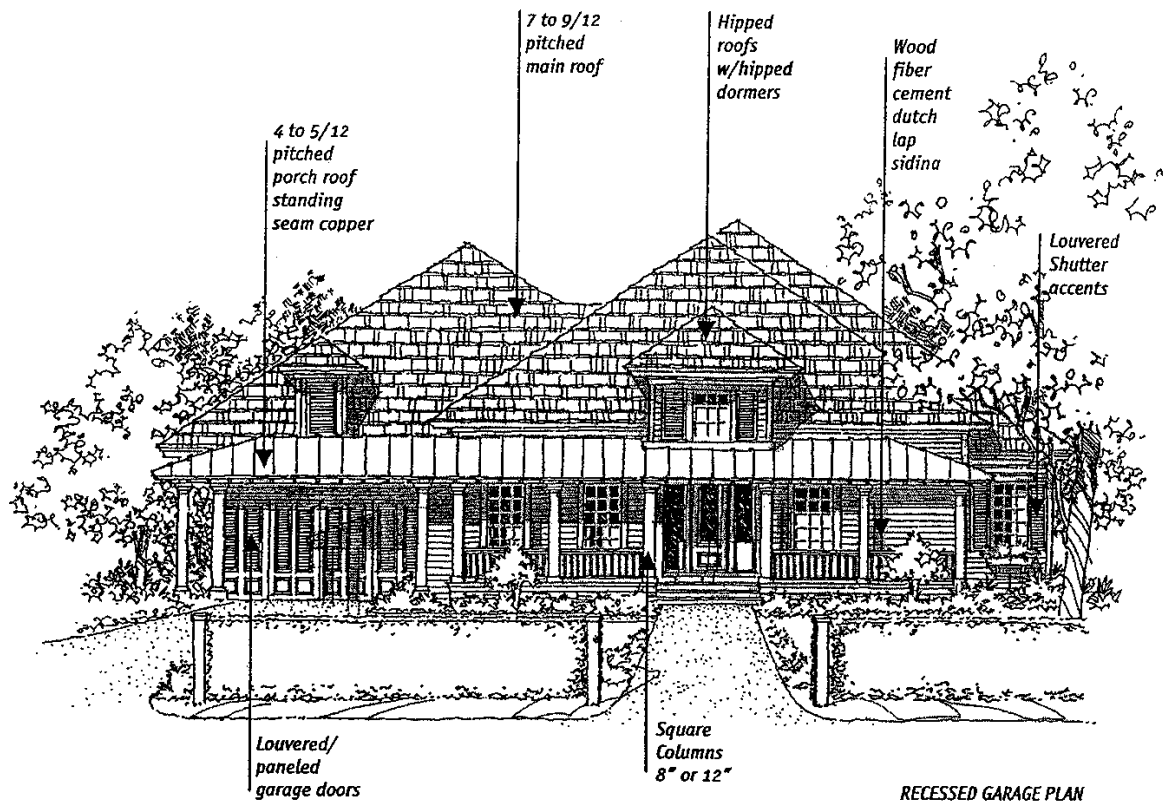 7 to 9/12
pitched
main roof
Hipped
roofs
w/hipped
dormers
Wood
fiber
cement
dutch
lap
sidina
4 to 5/12
pitched
porch roof
standing
seam copper
Louvered
Shutter
accents
Louvered/
paneled
garage doors
Square
Columns
8" or 12"
RECESSED GARAGE PLAN